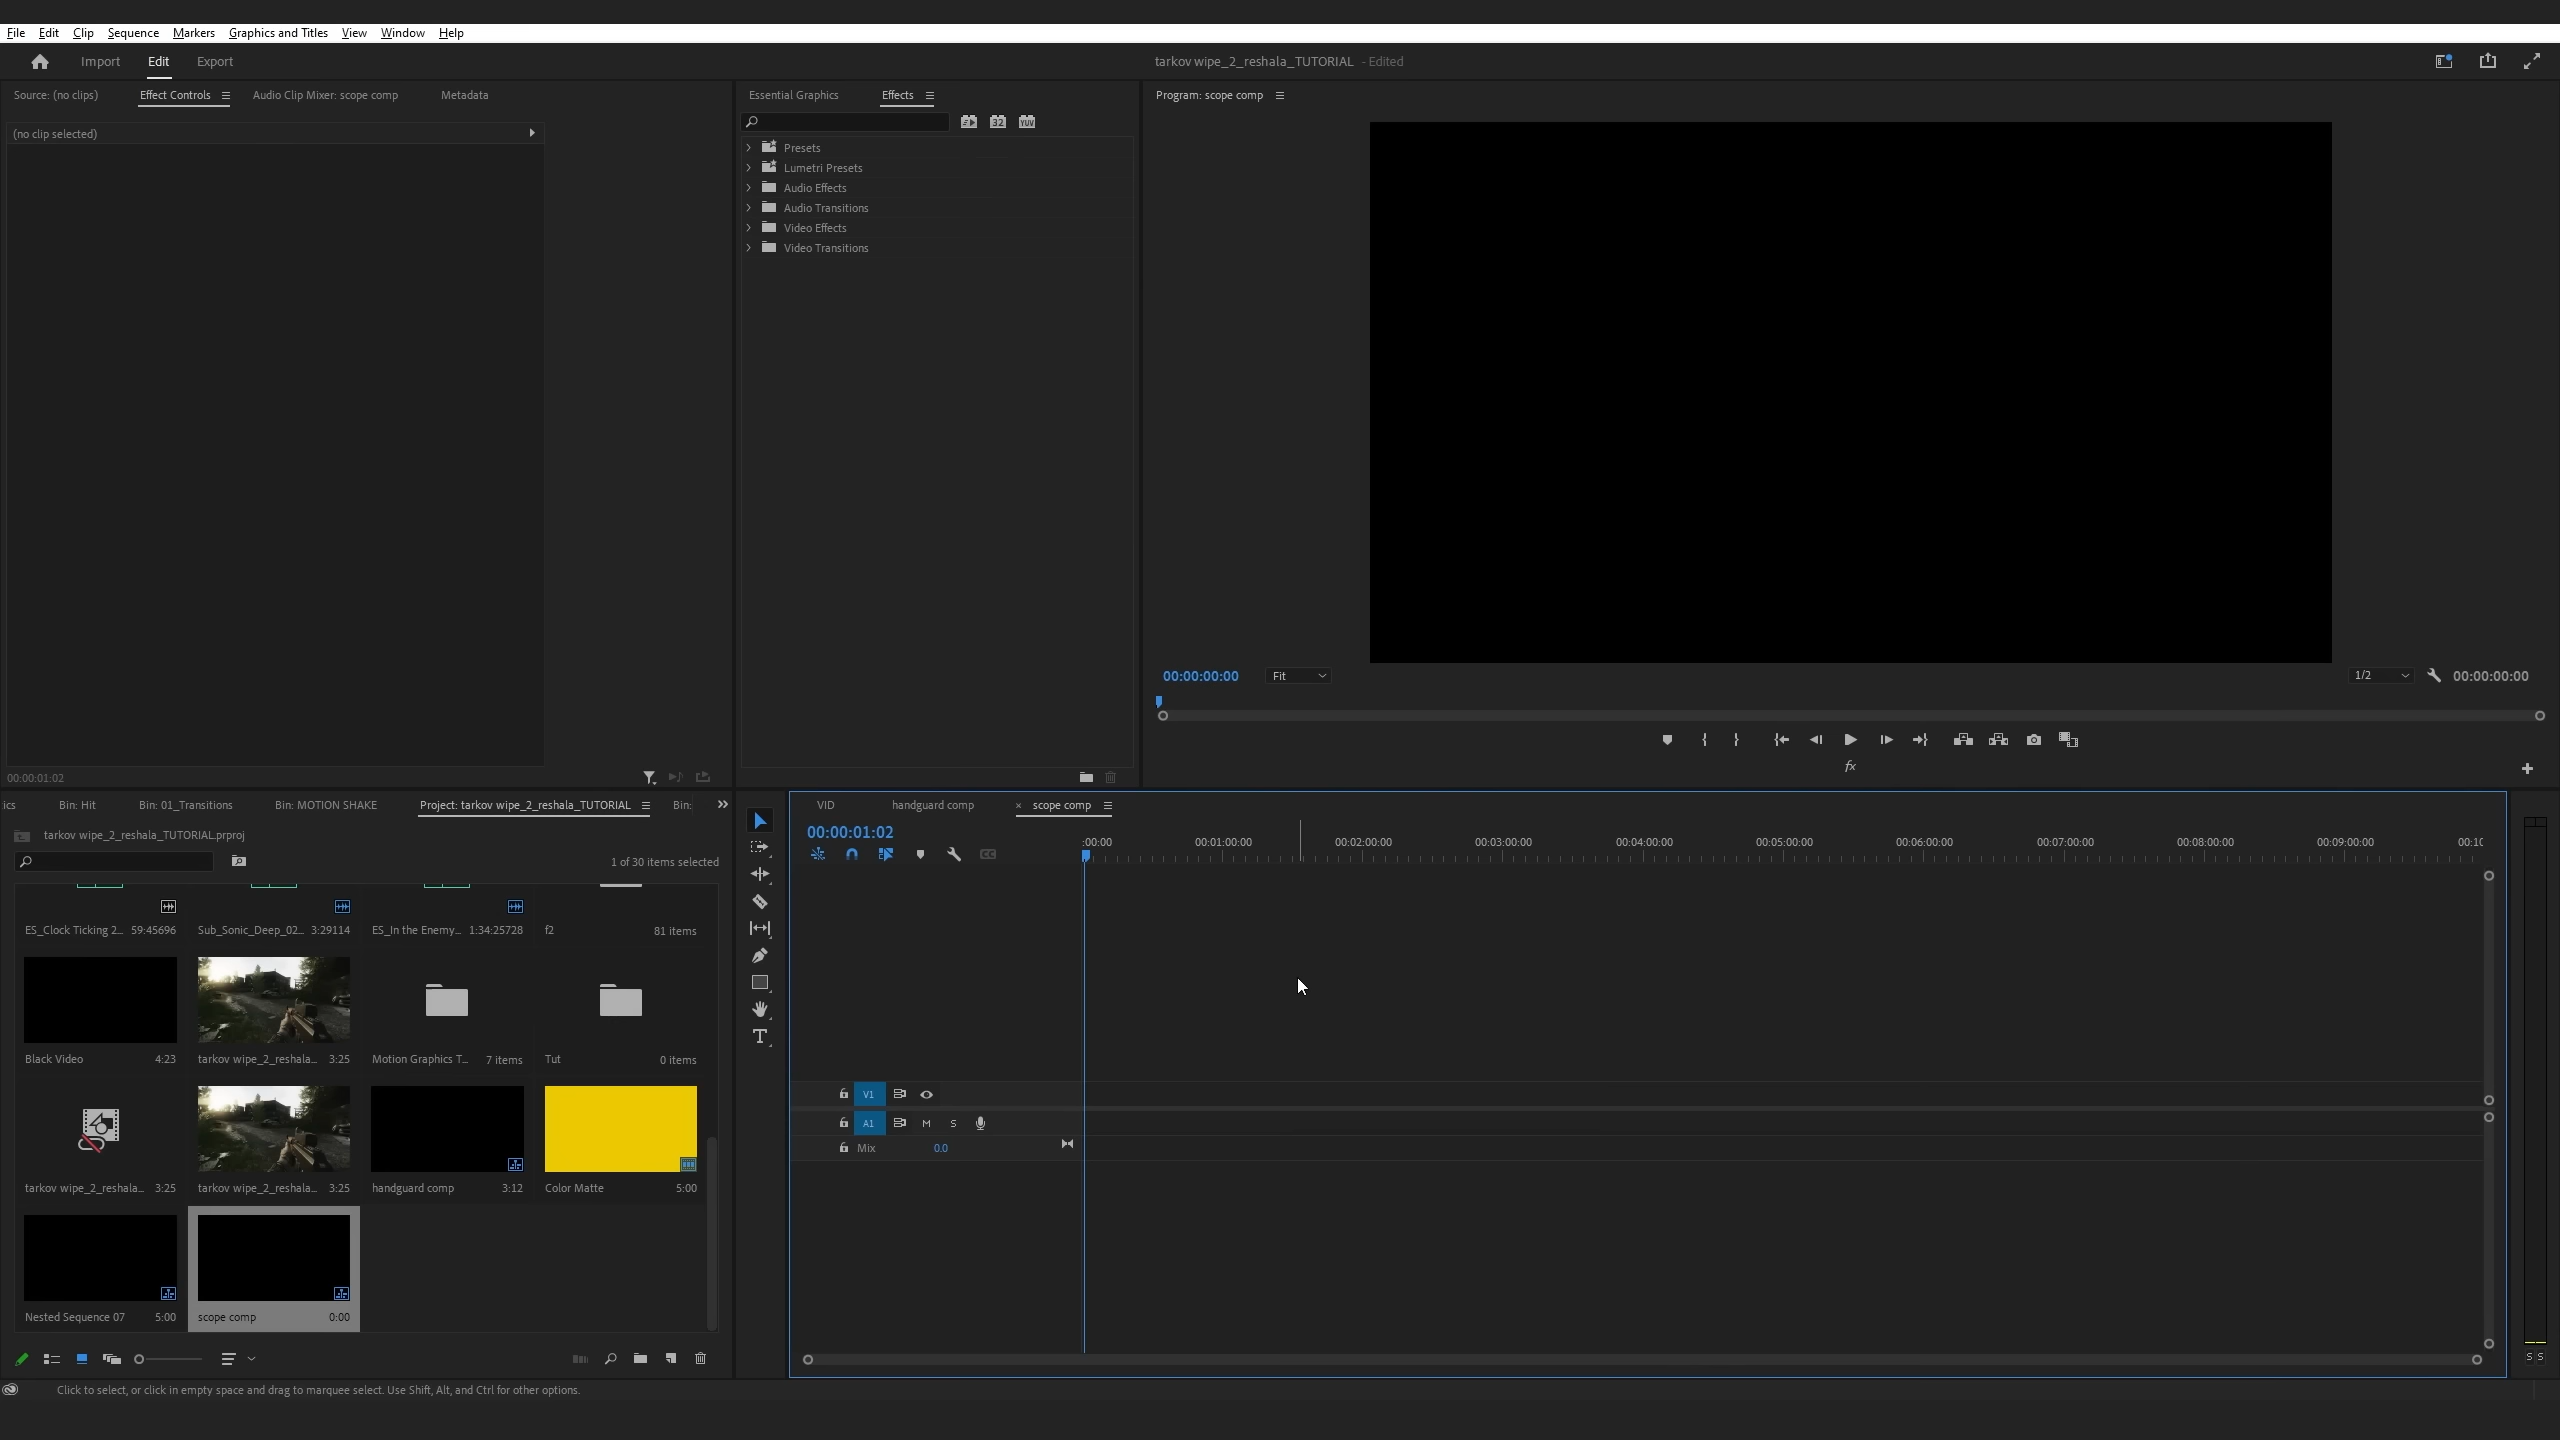 File Edit Clip Sequence Markers Graphics and Titles View Window Help
Import Edit Export
tarkov wipe_2_reshala_TUTORIAL - Edited
Source: (no clips) Effect Controls Audio Clip Mixer: scope comp Metadata
(no clip selected)
00:00:01:02
Essential Graphics Effects
32 YUV
Presets
Lumetri Presets
Audio Effects
Audio Transitions
Video Effects
Video Transitions
Program: scope comp
00:00:00:00 Fit 1/2 00:00:00:00
fx
ics Bin: Hit Bin: 01_Transitions Bin: MOTION SHAKE Project: tarkov wipe_2_reshala_TUTORIAL Bin:
tarkov wipe_2_reshala_TUTORIAL.prproj
1 of 30 items selected
ES_Clock Ticking 2... 59:45696 Sub_Sonic_Deep_02... 3:29114 ES_In the Enemy... 1:34:25728 f2 81 items
Black Video 4:23 tarkov wipe_2_reshala... 3:25 Motion Graphics T... 7 items Tut 0 items
tarkov wipe_2_reshala... 3:25 tarkov wipe_2_reshala... 3:25 handguard comp 3:12 Color Matte 5:00
Nested Sequence 07 5:00 scope comp 0:00
VID handguard comp × scope comp
00:00:01:02
:00:00 00:01:00:00 00:02:00:00 00:03:00:00 00:04:00:00 00:05:00:00 00:06:00:00 00:07:00:00 00:08:00:00 00:09:00:00 00:10
CC
V1
A1 M S
Mix 0.0
S S
Click to select, or click in empty space and drag to marquee select. Use Shift, Alt, and Ctrl for other options.